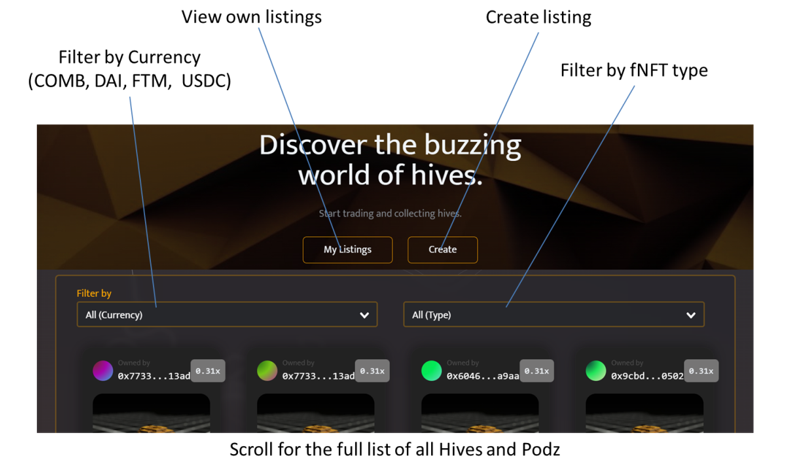 View own listings
Create listing
Filter by Currency
(COMB, DAI, FTM, USDC)
Filter by fNFT type
Discover the buzzing
world of hives.
Start trading and collecting hives.
My Listings
Create
Filter by
All (Currency)
All (Type)
Owned by
0x7733...13ad
0.31x
Owned by
0x7733...13ad
0.31x
Owned by
0x6046...a9aa
0.31x
Owned by
0x9cbd...0502
0.31x
Scroll for the full list of all Hives and Podz